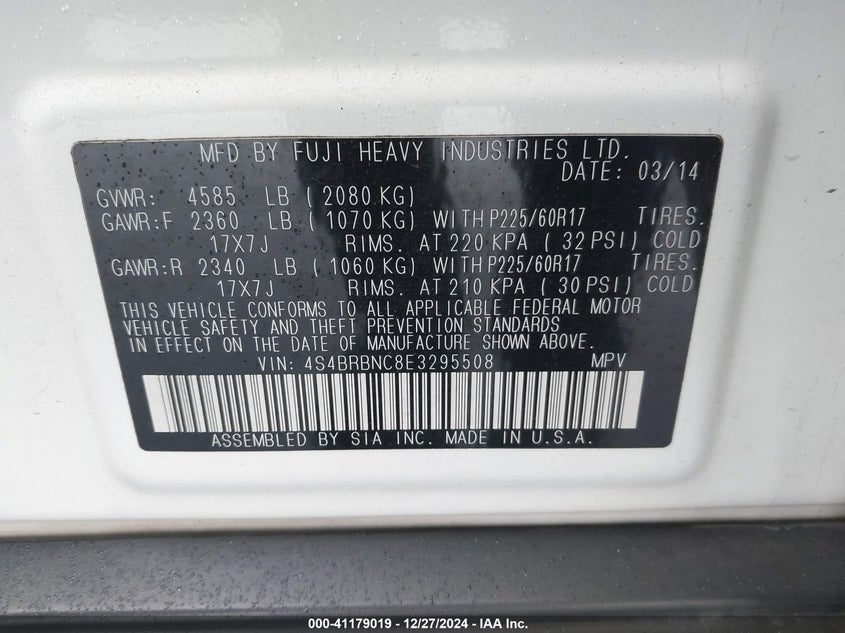 MFD BY FUJI HEAVY INDUSTRIES LTD.
DATE: 03/14
GVWR: 4585 LB ( 2080 KG)
GAWR:F 2360 LB ( 1070 KG) WITH P225/60R17 TIRES.
17X7J RIMS. AT 220 KPA ( 32 PSI) COLD
GAWR:R 2340 LB ( 1060 KG) WITH P225/60R17 TIRES.
17X7J RIMS. AT 210 KPA ( 30 PSI) COLD
THIS VEHICLE CONFORMS TO ALL APPLICABLE FEDERAL MOTOR
VEHICLE SAFETY AND THEFT PREVENTION STANDARDS
IN EFFECT ON THE DATE OF MANUFACTURE SHOWN ABOVE.
VIN: 4S4BRBNC8E3295508 MPV
ASSEMBLED BY SIA INC. MADE IN U.S.A.
000-41179019 - 12/27/2024 - IAA Inc.